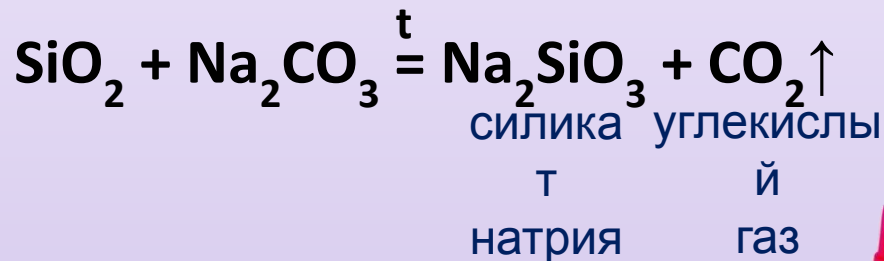 t
SiO₂ + Na₂CO₃ = Na₂SiO₃ + CO₂↑
силика углекислы
т й
натрия газ